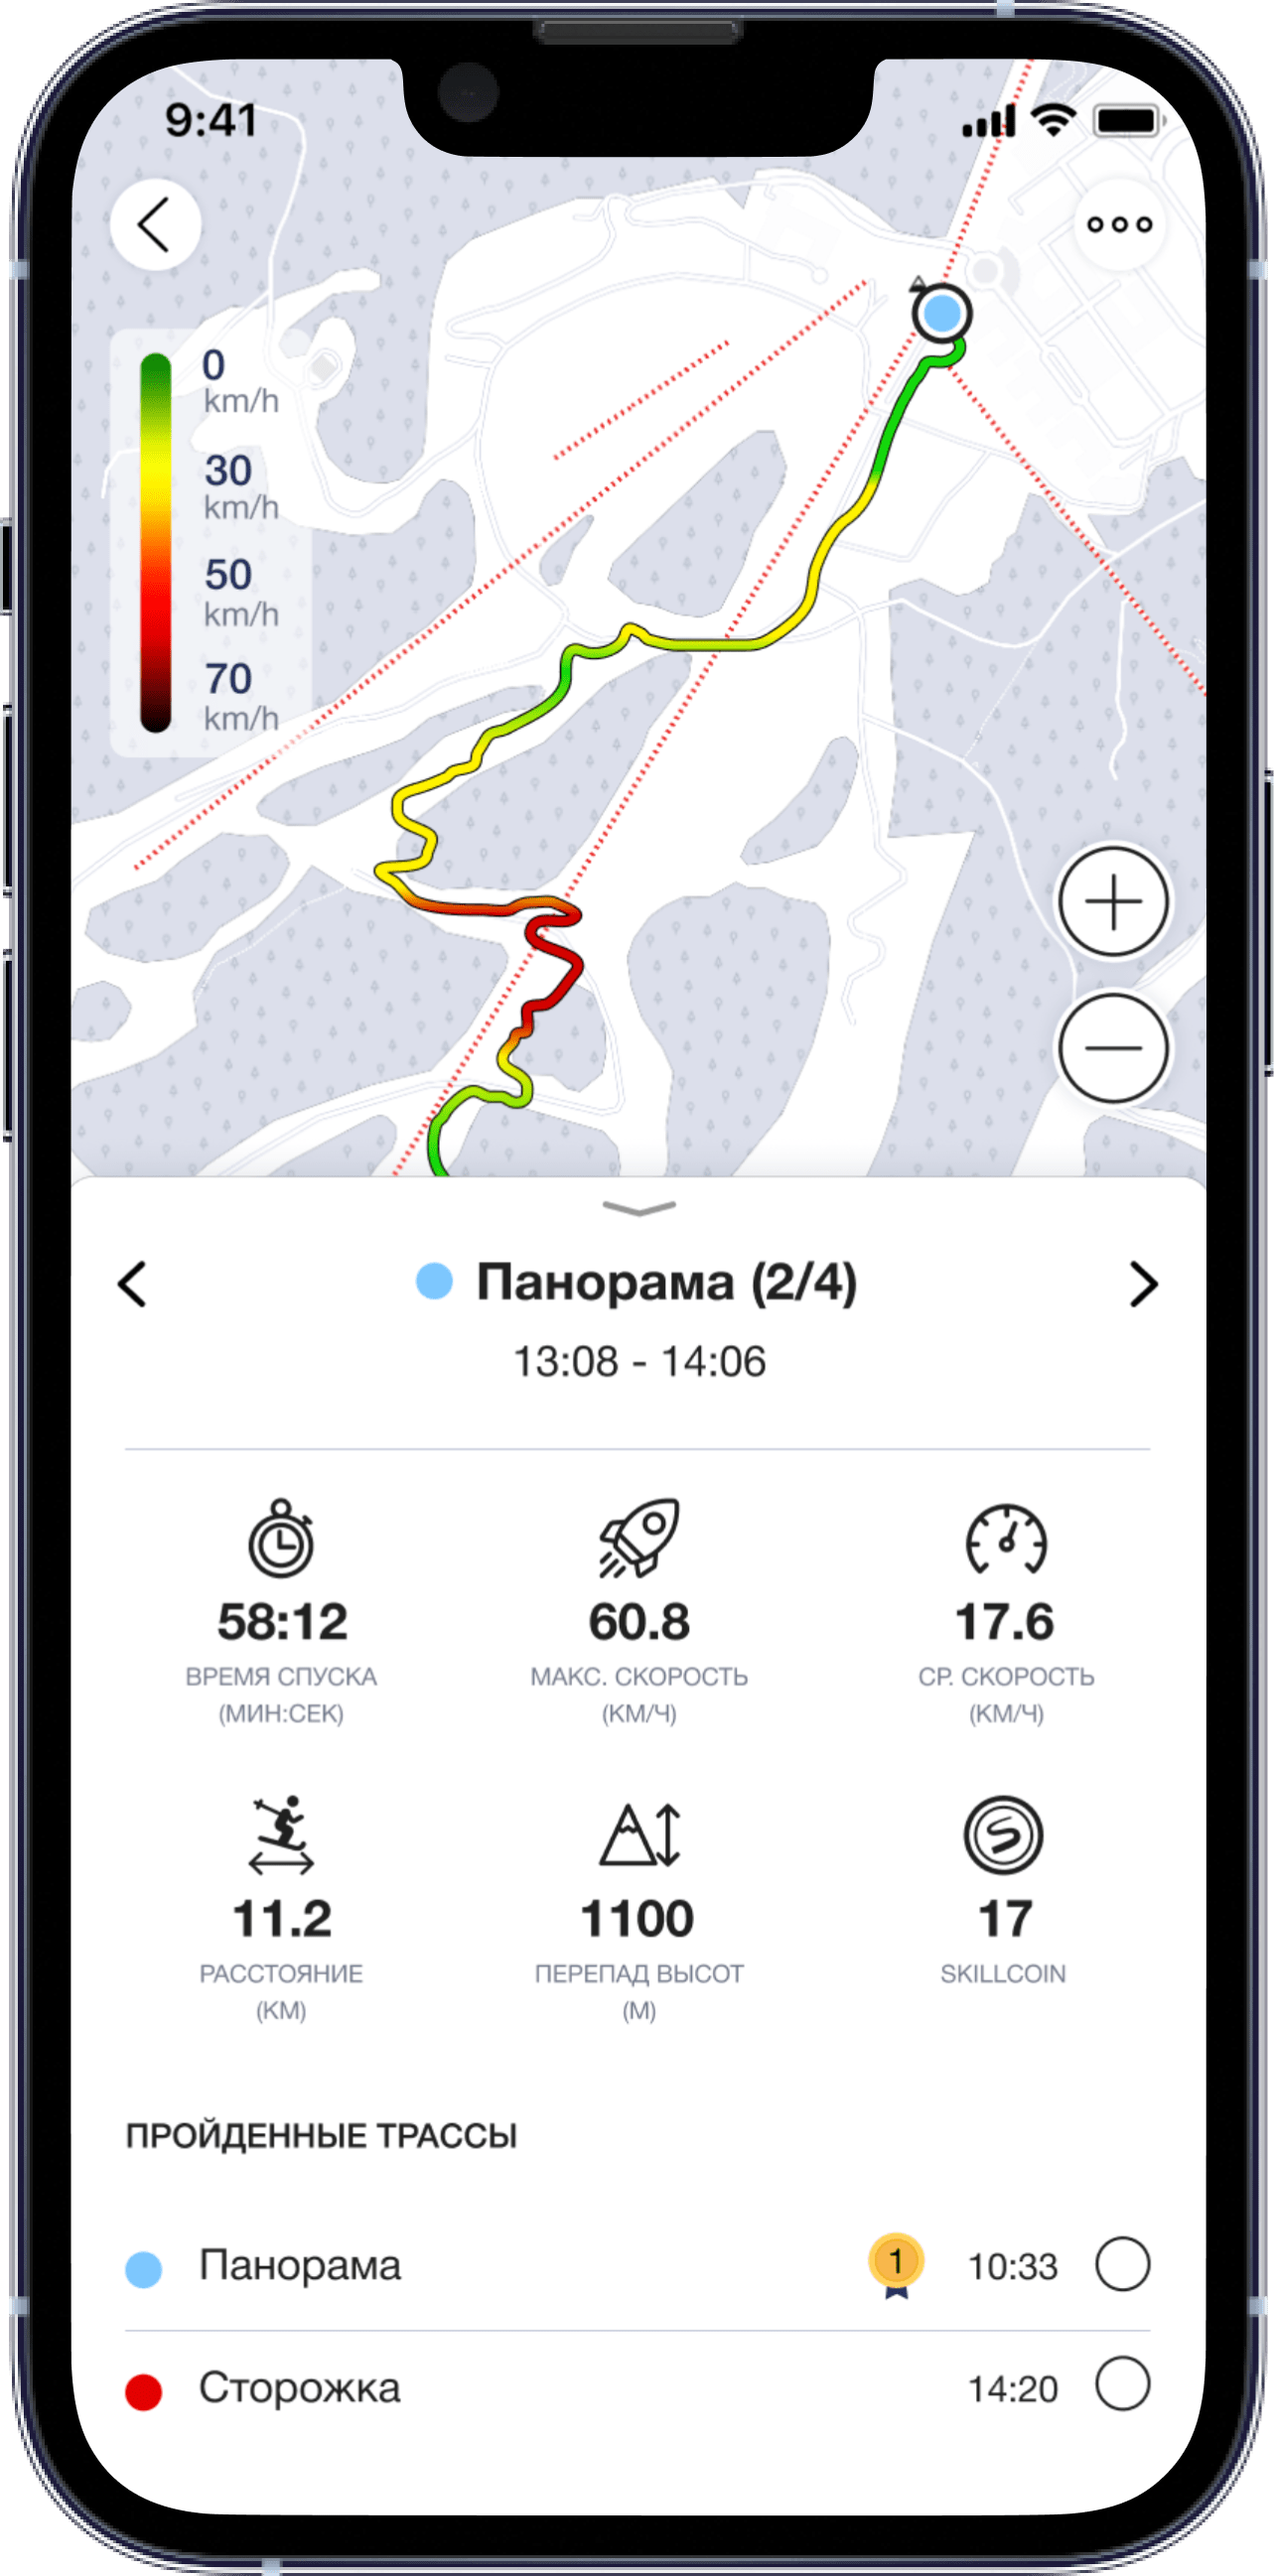 9:41
0
km/h
30
km/h
50
km/h
70
km/h
Панорама (2/4)
13:08 - 14:06
58:12 60.8 17.6
ВРЕМЯ СПУСКА МАКС. СКОРОСТЬ СР. СКОРОСТЬ
(МИН:СЕК) (КМ/Ч) (КМ/Ч)
11.2 1100 17
РАССТОЯНИЕ ПЕРЕПАД ВЫСОТ SKILLCOIN
(КМ) (М)
ПРОЙДЕННЫЕ ТРАССЫ
Панорама 1 10:33
Сторожка 14:20